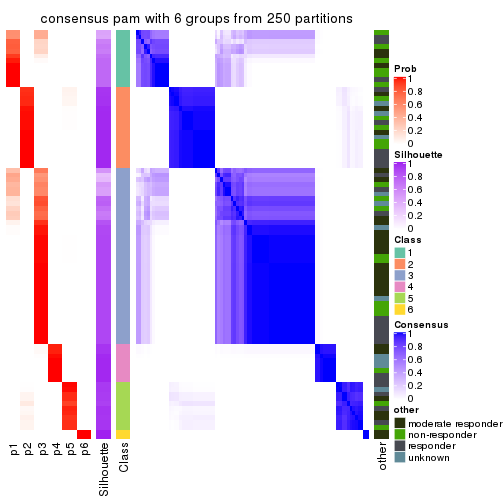 consensus pam with 6 groups from 250 partitions
Prob
1
0.8
0.6
0.4
0.2
0
Silhouette
1
0.8
0.6
0.4
0.2
0
Class
1
2
3
4
5
6
Consensus
1
0.8
0.6
0.4
0.2
0
other
moderate responder
non-responder
responder
unknown
p1
p2
p3
p4
p5
p6
Silhouette
Class
other